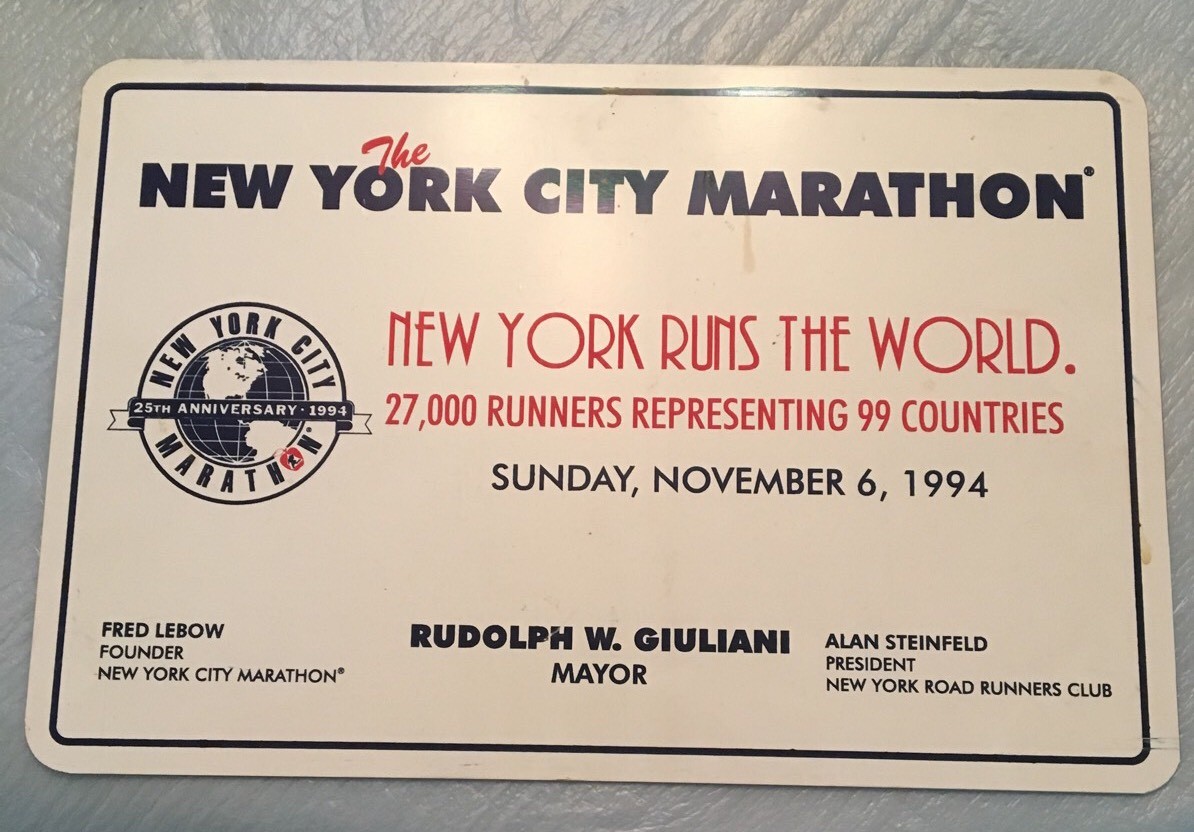 The
NEW YORK CITY MARATHON®
NEW YORK CITY
25TH ANNIVERSARY · 1994
MARATHON®
NEW YORK RUNS THE WORLD.
27,000 RUNNERS REPRESENTING 99 COUNTRIES
SUNDAY, NOVEMBER 6, 1994
FRED LEBOW
FOUNDER
NEW YORK CITY MARATHON®
RUDOLPH W. GIULIANI
MAYOR
ALAN STEINFELD
PRESIDENT
NEW YORK ROAD RUNNERS CLUB